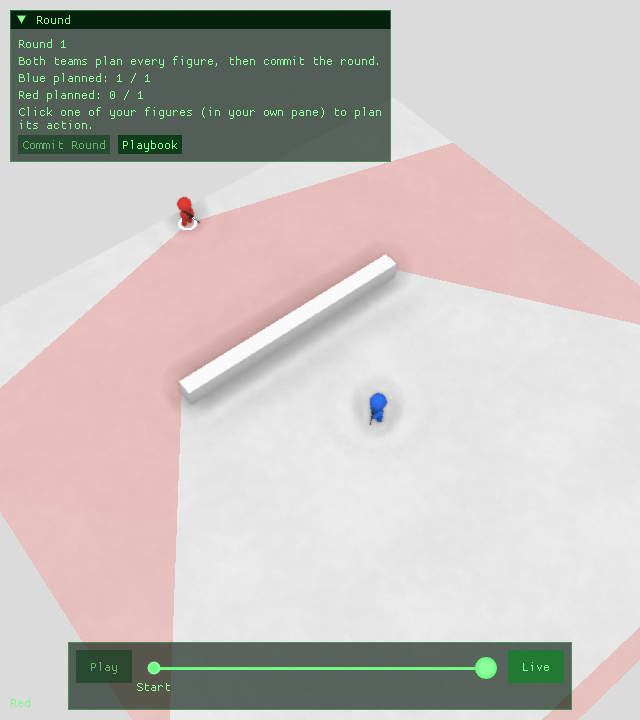 Round
Round 1
Both teams plan every figure, then commit the round.
Blue planned: 1 / 1
Red planned: 0 / 1
Click one of your figures (in your own pane) to plan
its action.
Commit Round
Playbook
Play
Live
Start
Red